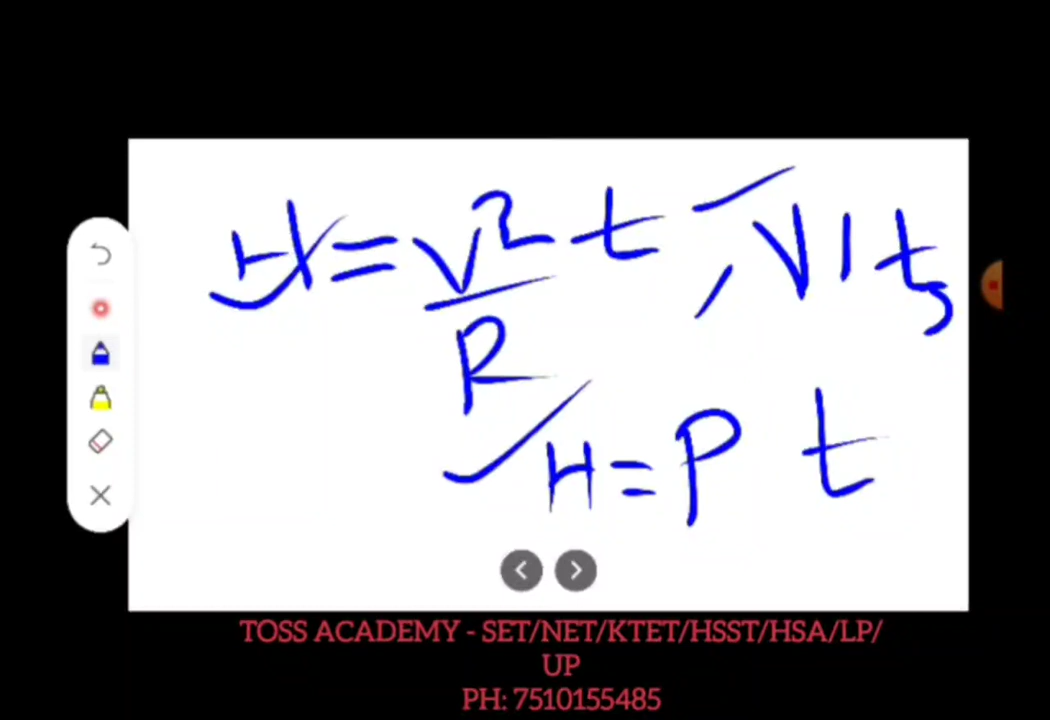 H = V² t , VIt,
R
H = P t
TOSS ACADEMY - SET/NET/KTET/HSST/HSA/LP/
UP
PH: 7510155485